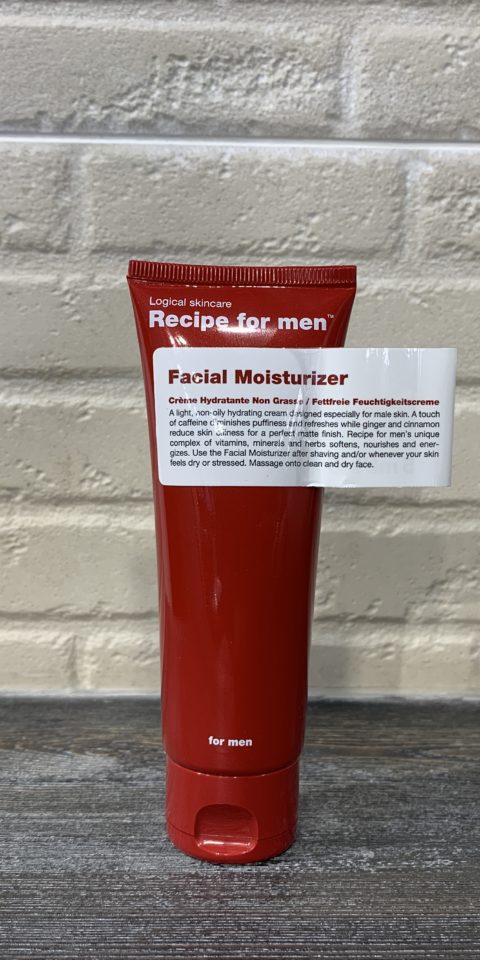 Logical skincare
Recipe for men™
Facial Moisturizer
Crème Hydratante Non Grasse / Fettfreie Feuchtigkeitscreme
A light, non-oily hydrating cream designed especially for male skin. A touch
of caffeine diminishes puffiness and refreshes while ginger and cinnamon
reduce skin oiliness for a perfect matte finish. Recipe for men's unique
complex of vitamins, minerals and herbs softens, nourishes and ener-
gizes. Use the Facial Moisturizer after shaving and/or whenever your skin
feels dry or stressed. Massage onto clean and dry face.
for men